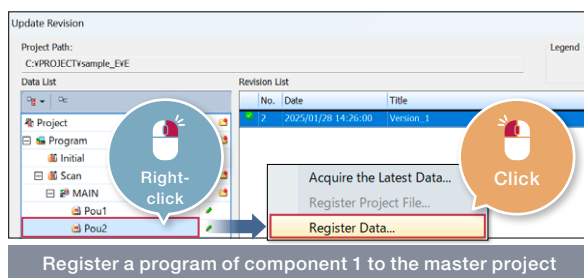 Update Revision
Project Path:
C:¥PROJECT¥sample_E¥E
Legend
Data List
Revision List
No. Date Title
2 2025/01/28 14:26:00 Version_1
Project
Program
Initial
Scan
MAIN
Pou1
Pou2
Right-
click
Acquire the Latest Data...
Register Project File...
Register Data...
Click
Register a program of component 1 to the master project